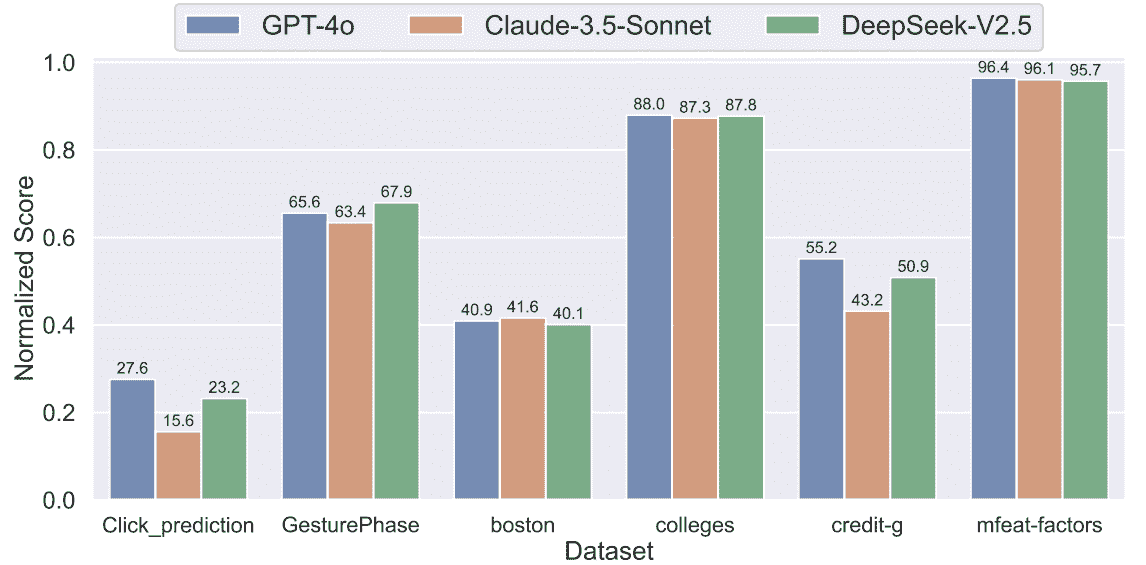 GPT-4o Claude-3.5-Sonnet DeepSeek-V2.5
Normalized Score
1.0
0.8
0.6
0.4
0.2
0.0
27.6 15.6 23.2
65.6 63.4 67.9
40.9 41.6 40.1
88.0 87.3 87.8
55.2 43.2 50.9
96.4 96.1 95.7
Click_prediction GesturePhase boston colleges credit-g mfeat-factors
Dataset